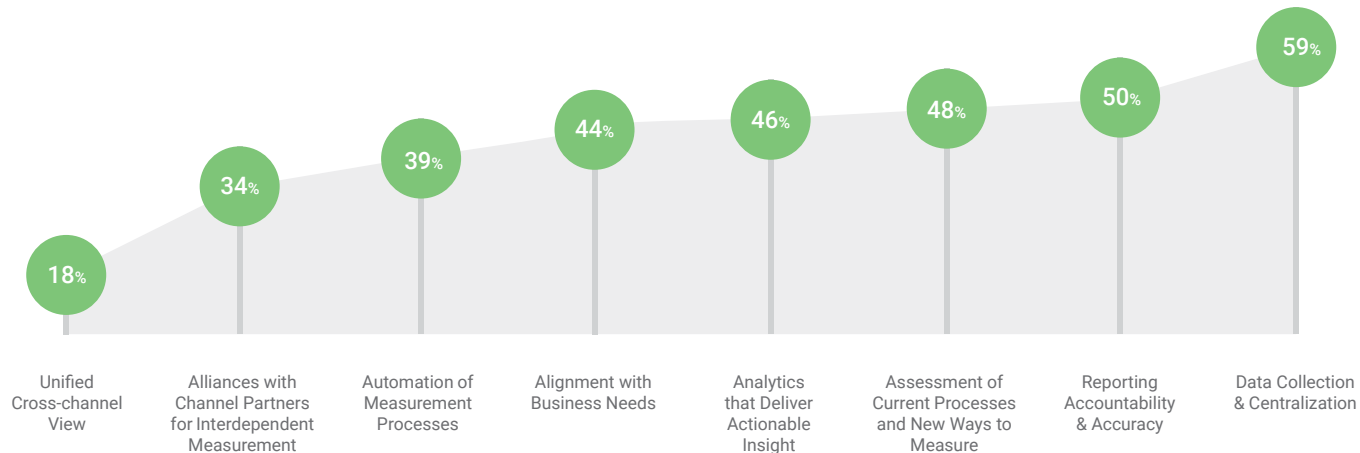 18%
34%
39%
44%
46%
48%
50%
59%
Unified
Cross-channel
View
Alliances with
Channel Partners
for Interdependent
Measurement
Automation of
Measurement
Processes
Alignment with
Business Needs
Analytics
that Deliver
Actionable
Insight
Assessment of
Current Processes
and New Ways to
Measure
Reporting
Accountability
& Accuracy
Data Collection
& Centralization